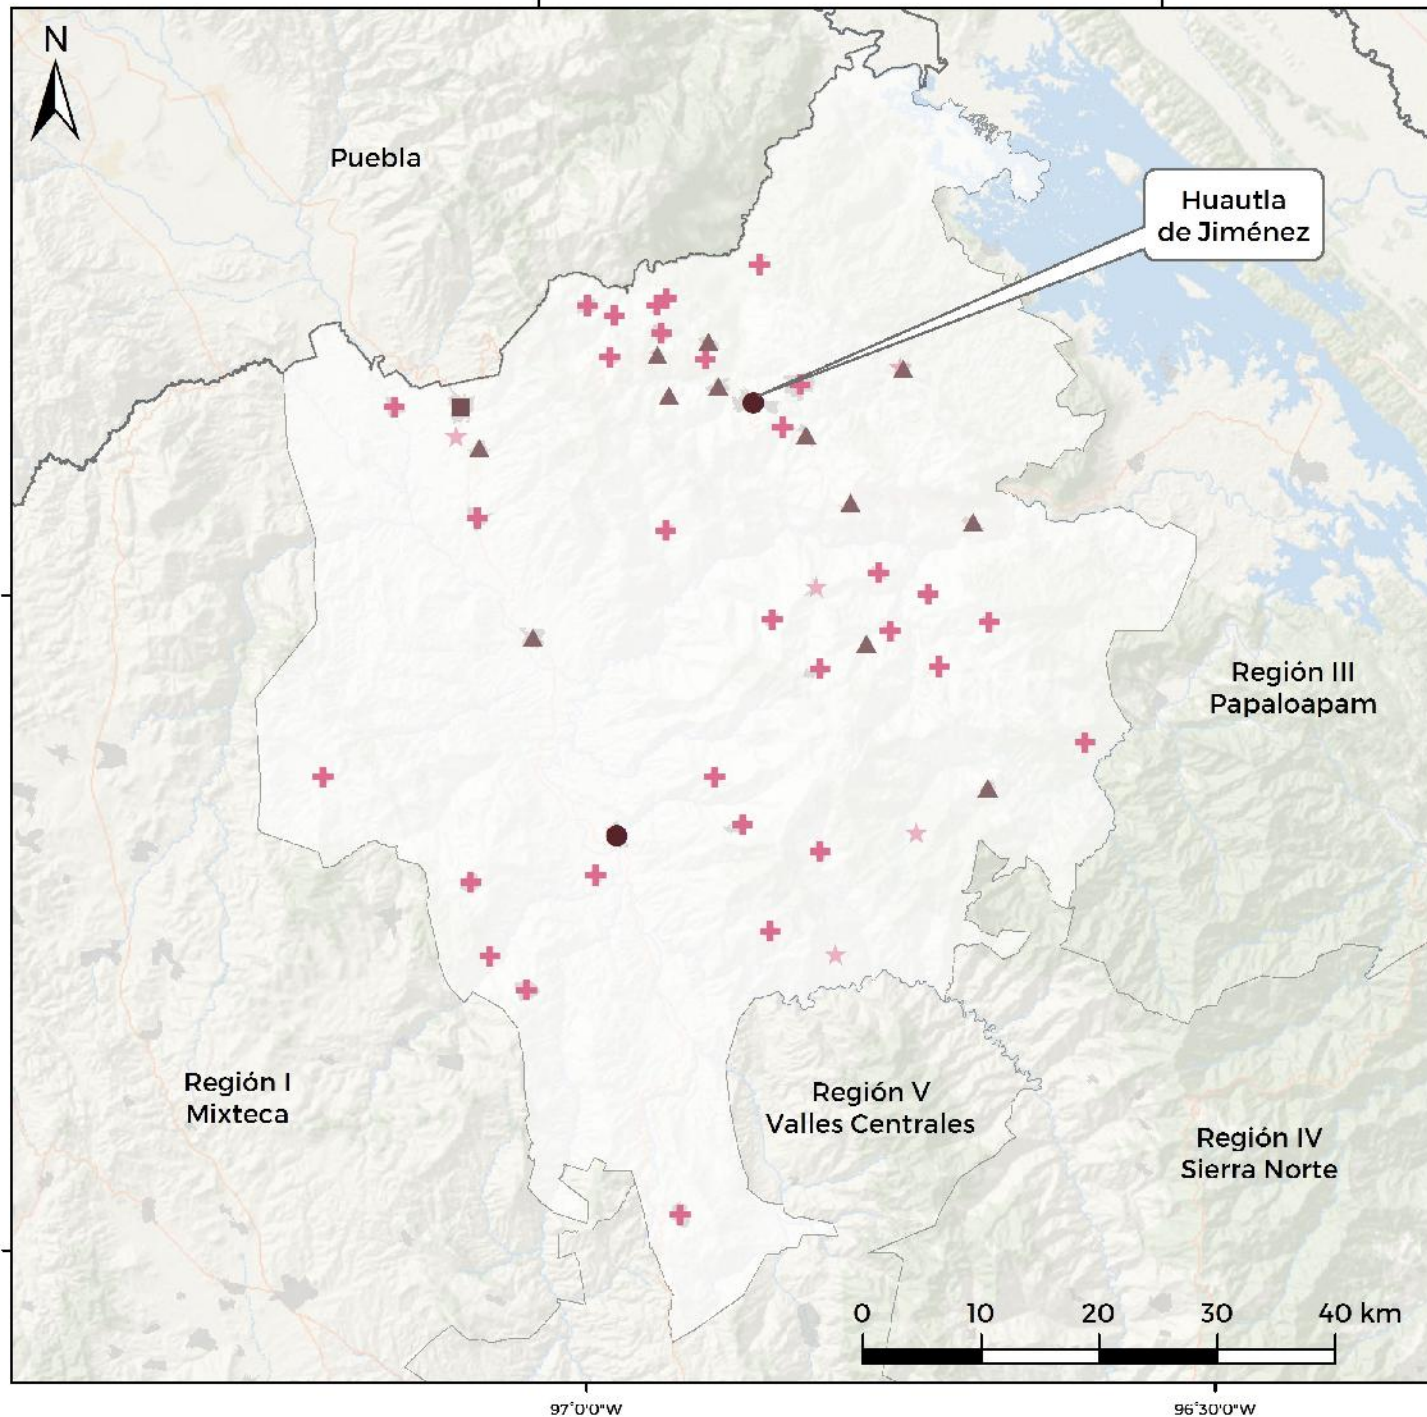 N
Puebla
Huautla
de Jiménez
Región III
Papaloapam
Región I
Mixteca
Región V
Valles Centrales
Región IV
Sierra Norte
0 10 20 30 40 km
97°0'0"W 96°30'0"W